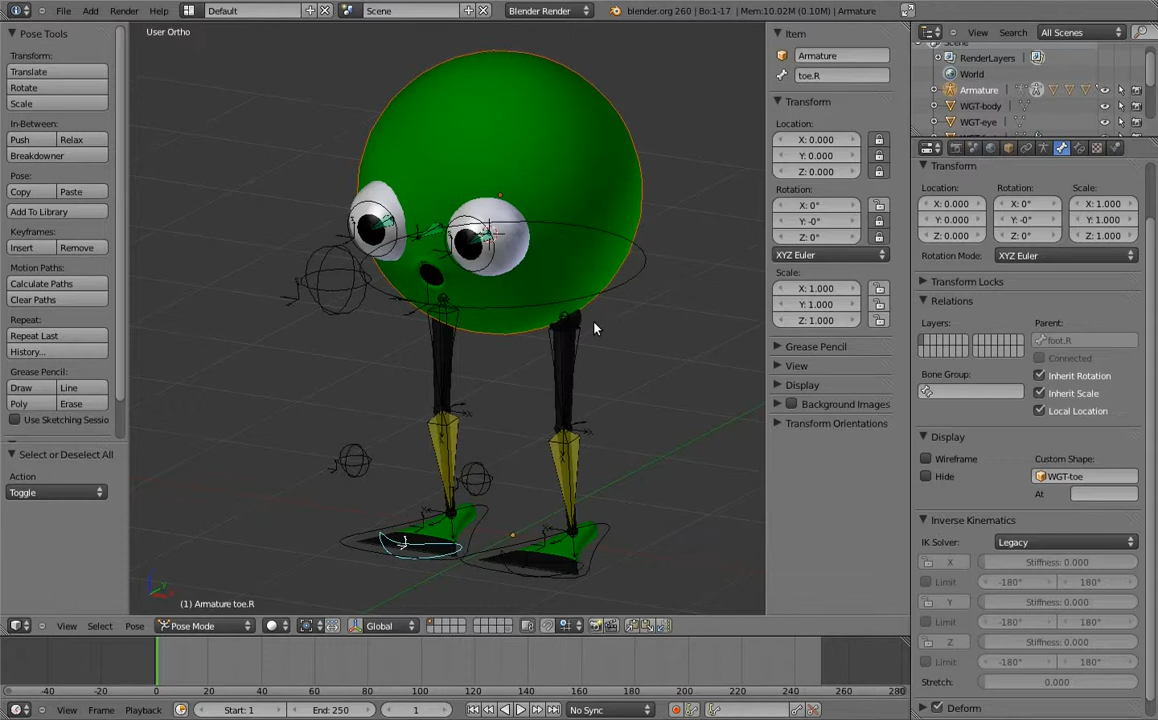 File Add Render Help Default Scene Blender Render blender.org 260 | Bo:1-17 | Mem:10.02M (0.10M) | Armature
Pose Tools
Transform:
Translate
Rotate
Scale
In-Between:
Push Relax
Breakdowner
Pose:
Copy Paste
Add To Library
Keyframes:
Insert Remove
Motion Paths:
Calculate Paths
Clear Paths
Repeat:
Repeat Last
History...
Grease Pencil:
Draw Line
Poly Erase
Use Sketching Sessio
Select or Deselect All
Action
Toggle
User Ortho
(1) Armature toe.R
Item
Armature
toe.R
Transform
Location:
X: 0.000
Y: 0.000
Z: 0.000
Rotation:
X: 0°
Y: -0°
Z: 0°
XYZ Euler
Scale:
X: 1.000
Y: 1.000
Z: 1.000
Grease Pencil
View
Display
Background Images
Transform Orientations
View Search All Scenes
RenderLayers
World
Armature
WGT-body
WGT-eye
Transform
Location: Rotation: Scale:
X: 0.000 X: 0° X: 1.000
Y: 0.000 Y: -0° Y: 1.000
Z: 0.000 Z: 0° Z: 1.000
Rotation Mode: XYZ Euler
Transform Locks
Relations
Layers: Parent:
foot.R
Connected
Bone Group: Inherit Rotation
Inherit Scale
Local Location
Display
Wireframe Custom Shape:
Hide WGT-toe
At
Inverse Kinematics
IK Solver: Legacy
X Stiffness: 0.000
Limit -180° 180°
Y Stiffness: 0.000
Limit -180° 180°
Z Stiffness: 0.000
Limit -180° 180°
Stretch: 0.000
Deform
View Select Pose Pose Mode Global
-40 -20 0 20 40 60 80 100 120 140 160 180 200 220 240 260 280
View Frame Playback Start: 1 End: 250 1 No Sync